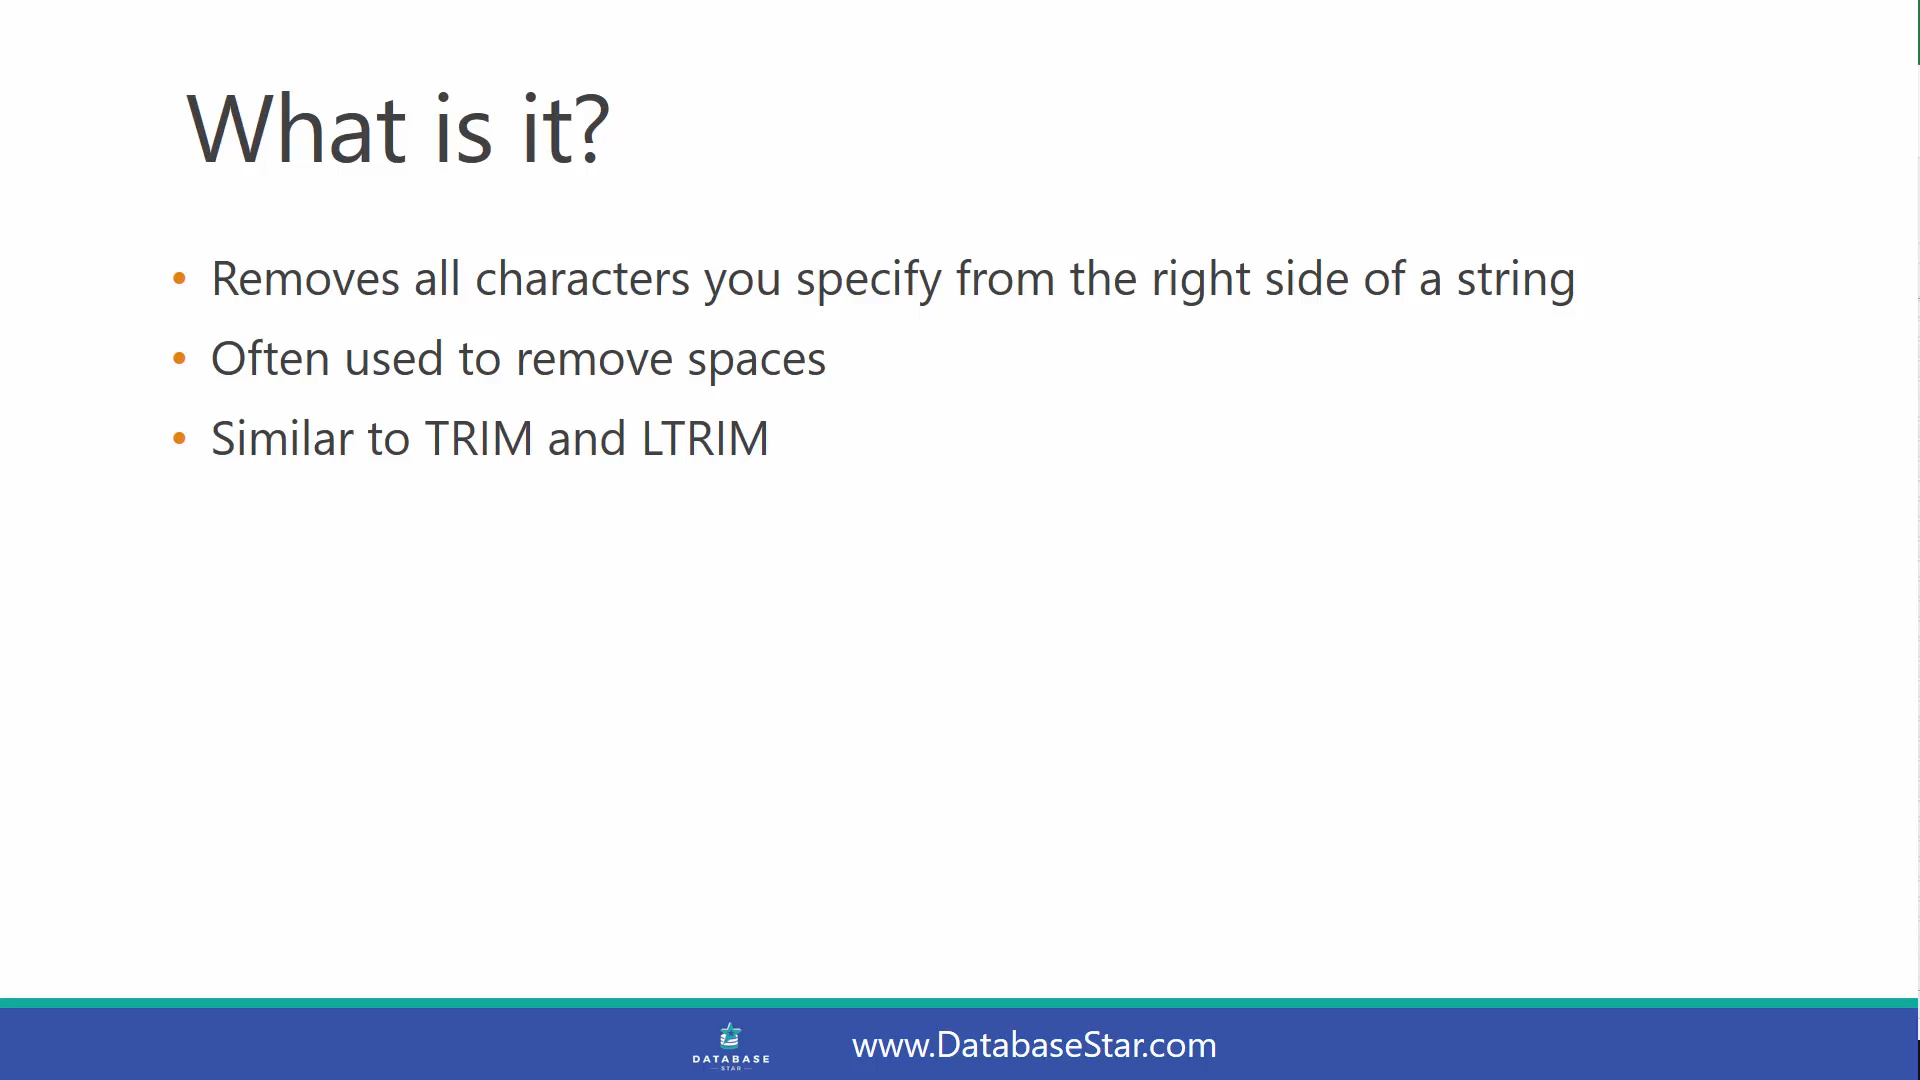 What is it?
• Removes all characters you specify from the right side of a string
• Often used to remove spaces
• Similar to TRIM and LTRIM
DATABASE
STAR
www.DatabaseStar.com